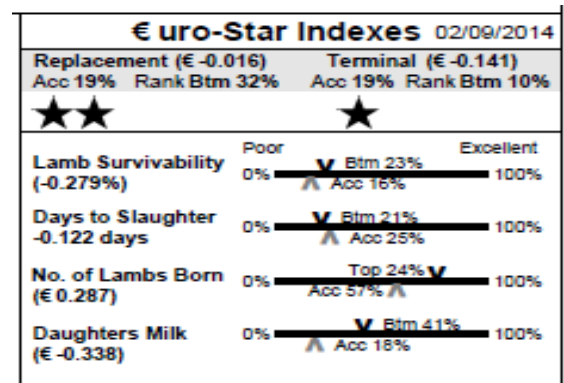 € uro-Star Indexes 02/09/2014
Replacement (€ -0.016) Terminal (€ -0.141)
Acc 19% Rank Btm 32% Acc 19% Rank Btm 10%
Poor Excellent
Lamb Survivability 0% Btm 23% 100%
(-0.279%) Acc 16%
Days to Slaughter 0% Btm 21% 100%
-0.122 days Acc 25%
No. of Lambs Born 0% Top 24% 100%
(€ 0.287) Acc 57%
Daughters Milk 0% Btm 41% 100%
(€ -0.338) Acc 18%